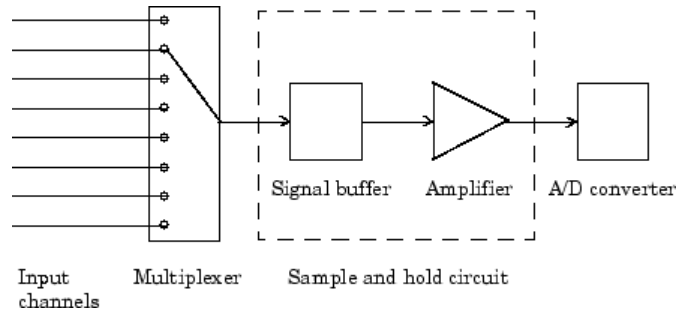 Signal buffer
Amplifier
A/D converter
Input
channels
Multiplexer
Sample and hold circuit